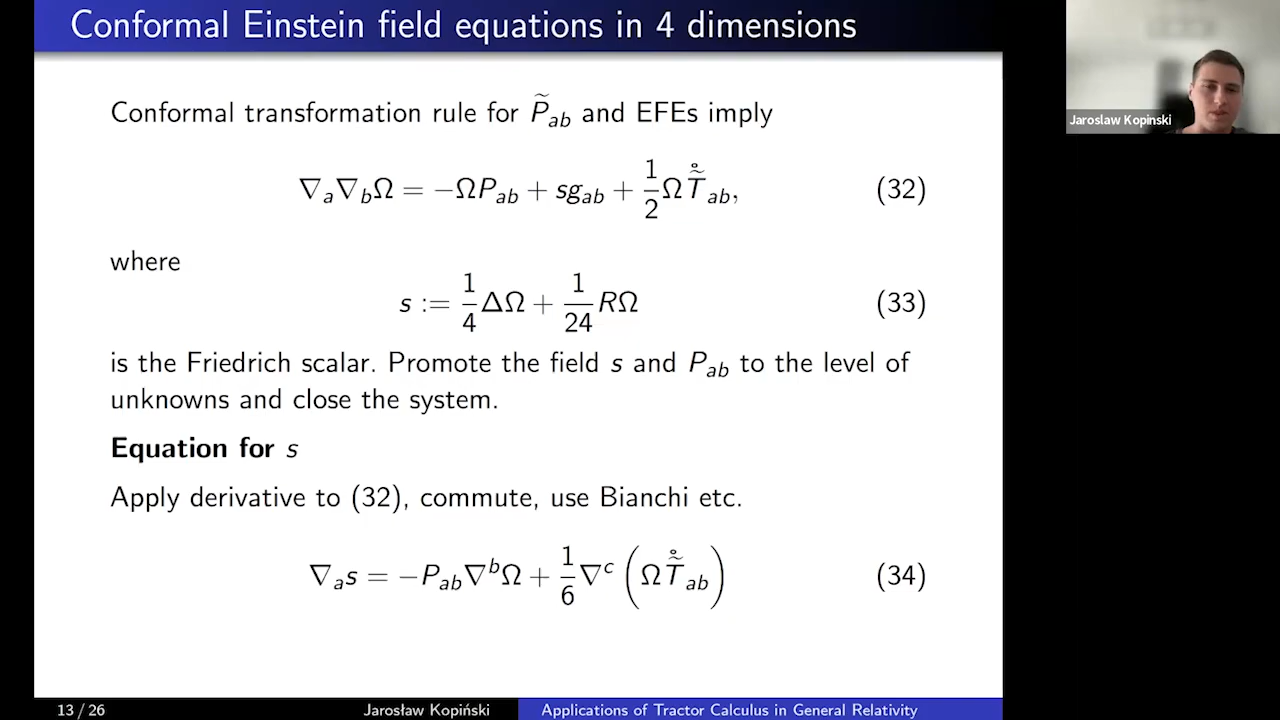 Conformal Einstein field equations in 4 dimensions
Jaroslaw Kopinski
Conformal transformation rule for P̃_ab and EFEs imply
∇_a∇_bΩ = −ΩP_ab + sg_ab + 1/2 Ω T̃̊_ab, (32)
where
s := 1/4 ΔΩ + 1/24 RΩ (33)
is the Friedrich scalar. Promote the field s and P_ab to the level of
unknowns and close the system.
Equation for s
Apply derivative to (32), commute, use Bianchi etc.
∇_a s = −P_ab∇^bΩ + 1/6 ∇^c (Ω T̃̊_ab) (34)
13 / 26 Jarosław Kopiński Applications of Tractor Calculus in General Relativity